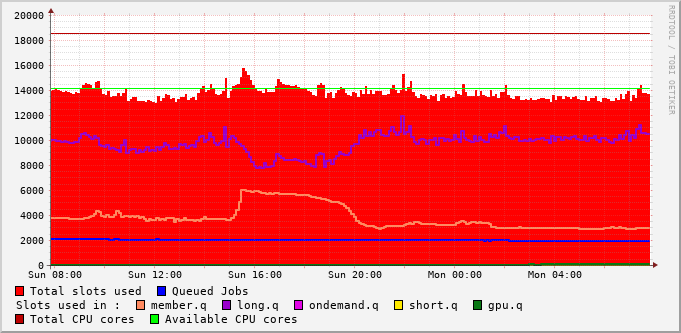 20000
18000
16000
14000
12000
10000
8000
6000
4000
2000
0
Sun 08:00 Sun 12:00 Sun 16:00 Sun 20:00 Mon 00:00 Mon 04:00
Total slots used Queued Jobs
Slots used in : member.q long.q ondemand.q short.q gpu.q
Total CPU cores Available CPU cores
RRDTOOL / TOBI OETIKER